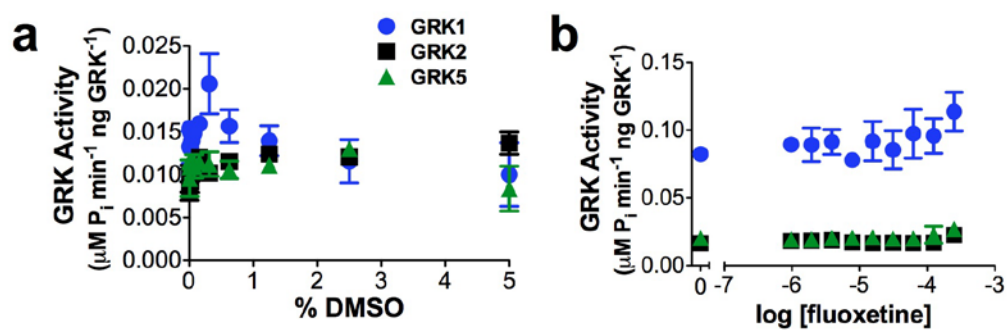 a
GRK Activity
(μM Pi min-1 ng GRK-1)
0.025
0.020
0.015
0.010
0.005
0.000
0 1 2 3 4 5
% DMSO
GRK1
GRK2
GRK5
b
GRK Activity
(μM Pi min-1 ng GRK-1)
0.15
0.10
0.05
0.00
0 -7 -6 -5 -4 -3
log [fluoxetine]